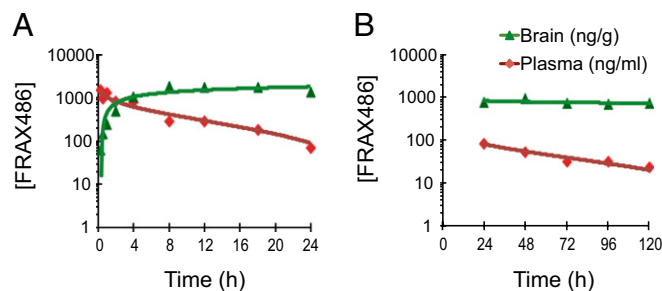 A
B
Brain (ng/g)
Plasma (ng/ml)
[FRAX486]
10000
1000
100
10
1
0 4 8 12 16 20 24
Time (h)
[FRAX486]
10000
1000
100
10
1
0 24 48 72 96 120
Time (h)